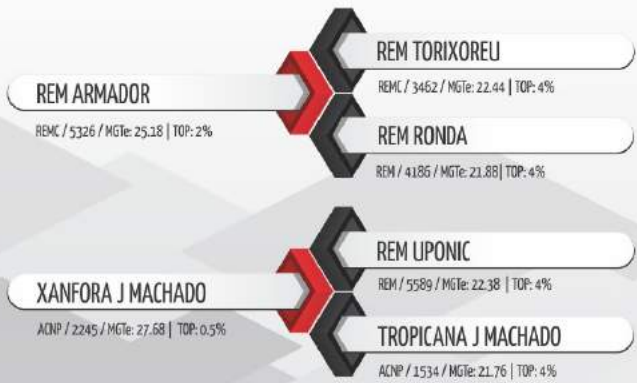 REM TORIXOREU
REMC / 3462 / MGTe: 22.44 | TOP: 4%
REM ARMADOR
REMC / 5326 / MGTe: 25.18 | TOP: 2%
REM RONDA
REM / 4186 / MGTe: 21.88| TOP: 4%
REM UPONIC
REM / 5589 / MGTe: 22.38 | TOP: 4%
XANFORA J MACHADO
ACNP / 2245 / MGTe: 27.68 | TOP: 0.5%
TROPICANA J MACHADO
ACNP / 1534 / MGTe: 21.76 | TOP: 4%